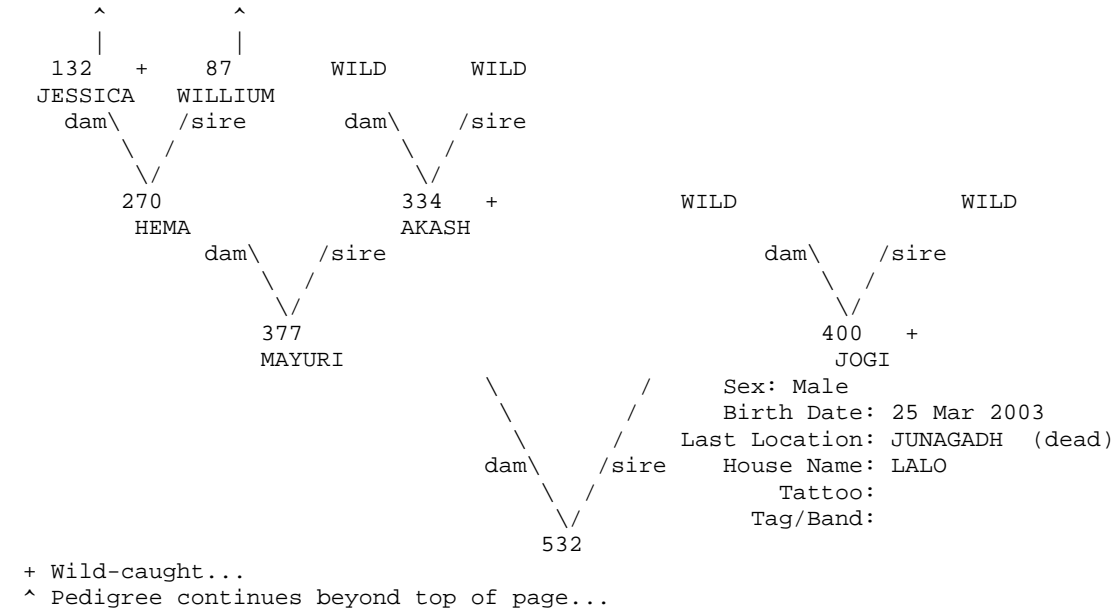 ^ ^
| |
132 + 87 WILD WILD
JESSICA WILLIUM
dam\ /sire dam\ /sire
\ / \ /
\/ \/
270 334 + WILD WILD
HEMA AKASH
dam\ /sire dam\ /sire
\ / \ /
\/ \/
377 400 +
MAYURI JOGI
\ / Sex: Male
\ / Birth Date: 25 Mar 2003
\ / Last Location: JUNAGADH (dead)
dam\ /sire House Name: LALO
\ / Tattoo:
\/ Tag/Band:
532
+ Wild-caught...
^ Pedigree continues beyond top of page...